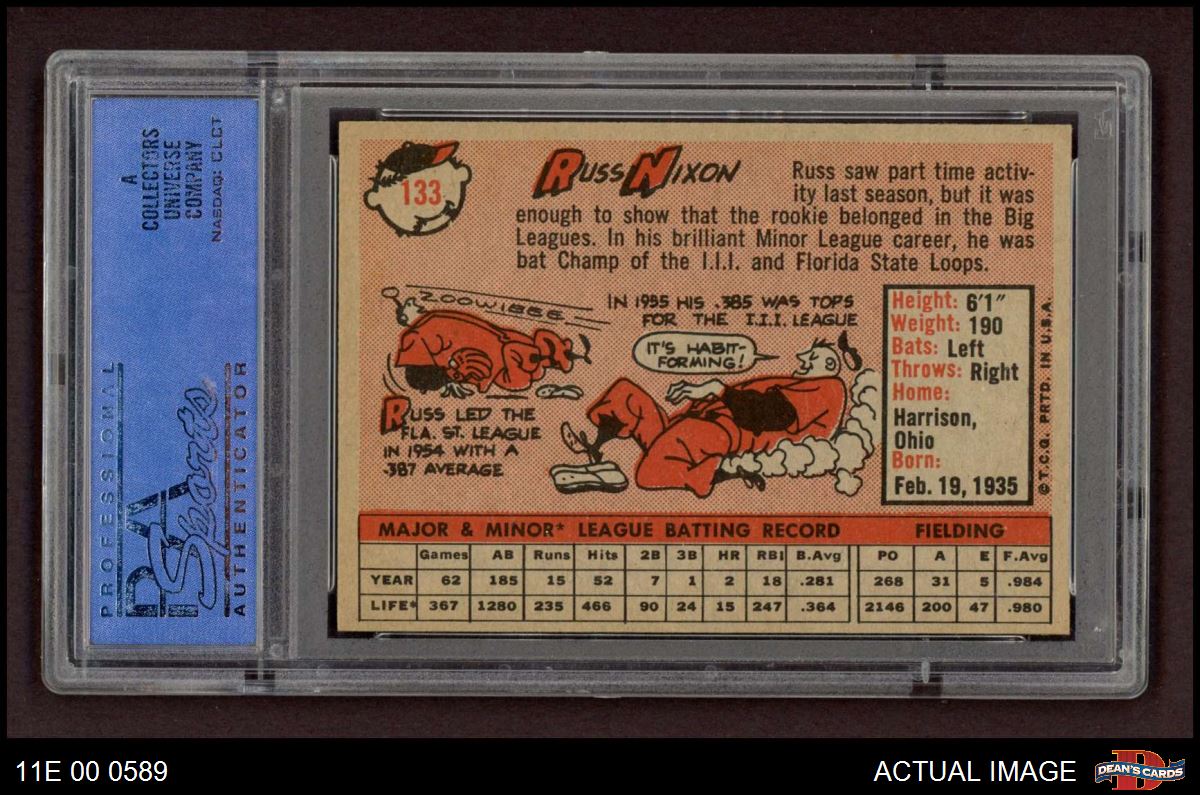 A
COLLECTORS
UNIVERSE
COMPANY
NASDAQ: CLCT
PROFESSIONAL
PSA
Sports
AUTHENTICATOR
133
RUSS NIXON
Russ saw part time activ-
ity last season, but it was
enough to show that the rookie belonged in the Big
Leagues. In his brilliant Minor League career, he was
bat Champ of the I.I.I. and Florida State Loops.
ZOOWIEEE
RUSS LED THE
FLA. ST. LEAGUE
IN 1954 WITH A
.387 AVERAGE
IN 1955 HIS .385 WAS TOPS
FOR THE I.I.I. LEAGUE
IT'S HABIT-
FORMING!
Height: 6'1"
Weight: 190
Bats: Left
Throws: Right
Home:
Harrison,
Ohio
Born:
Feb. 19, 1935
© T.C.G. PRTD. IN U.S.A.
MAJOR & MINOR* LEAGUE BATTING RECORD FIELDING
Games AB Runs Hits 2B 3B HR RBI B.Avg PO A E F.Avg
YEAR 62 185 15 52 7 1 2 18 .281 268 31 5 .984
LIFE* 367 1280 235 466 90 24 15 247 .364 2146 200 47 .980
11E 00 0589
ACTUAL IMAGE
D
DEAN'S CARDS